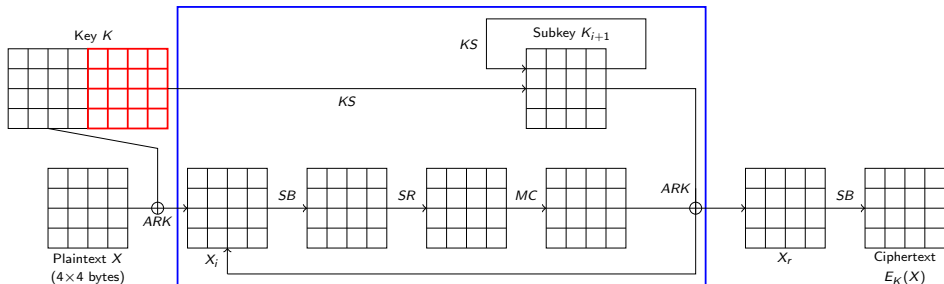 Key K
Subkey K_{i+1}
KS
KS
SB
SR
MC
ARK
SB
ARK
Plaintext X
(4×4 bytes)
X_i
X_r
Ciphertext
E_K(X)